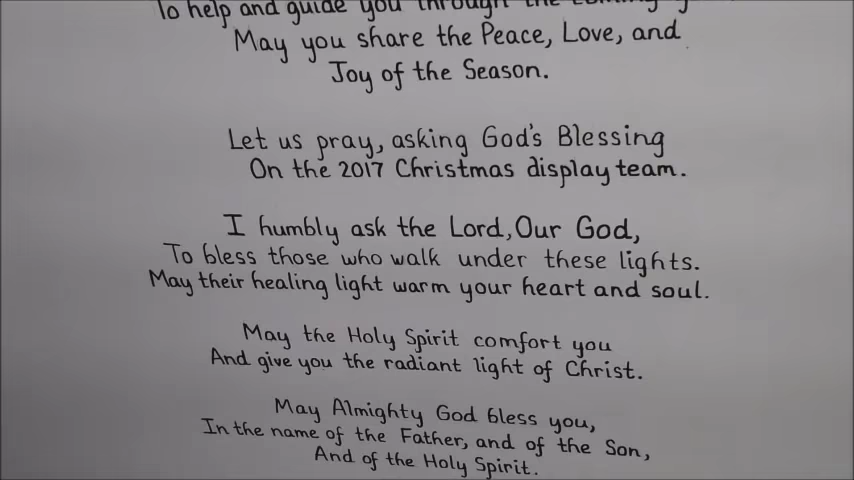 To help and guide you through the coming
May you share the Peace, Love, and
Joy of the Season.
Let us pray, asking God's Blessing
On the 2017 Christmas display team.
I humbly ask the Lord, Our God,
To bless those who walk under these lights.
May their healing light warm your heart and soul.
May the Holy Spirit comfort you
And give you the radiant light of Christ.
May Almighty God bless you,
In the name of the Father, and of the Son,
And of the Holy Spirit.